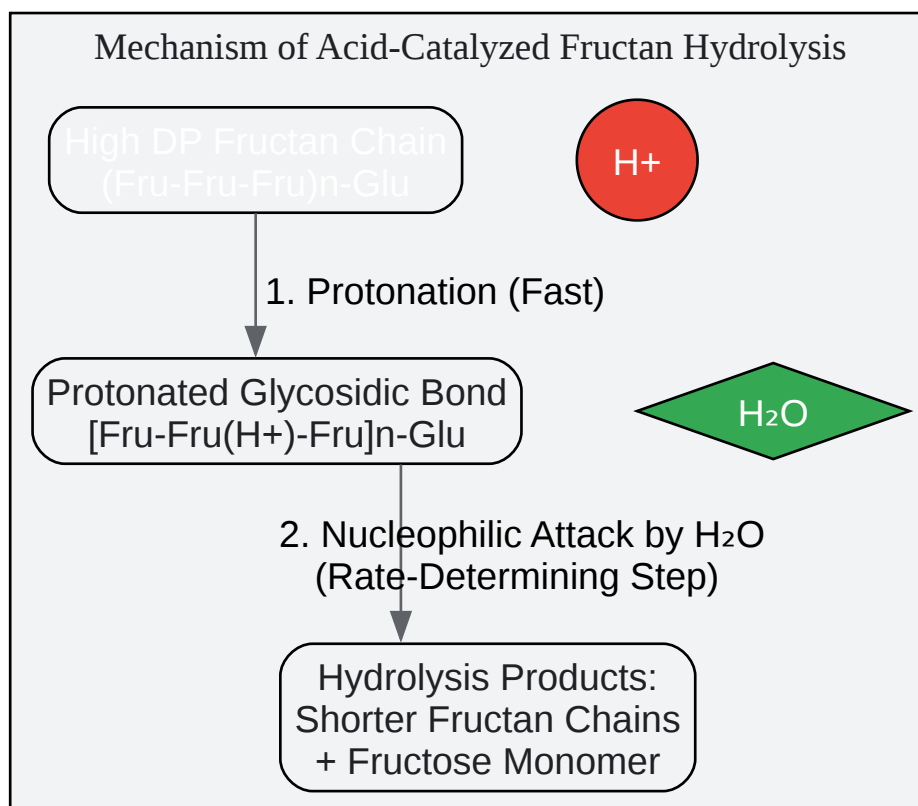 Mechanism of Acid-Catalyzed Fructan Hydrolysis
High DP Fructan Chain
(Fru-Fru-Fru)n-Glu
H+
1. Protonation (Fast)
Protonated Glycosidic Bond
[Fru-Fru(H+)-Fru]n-Glu
H₂O
2. Nucleophilic Attack by H₂O
(Rate-Determining Step)
Hydrolysis Products:
Shorter Fructan Chains
+ Fructose Monomer